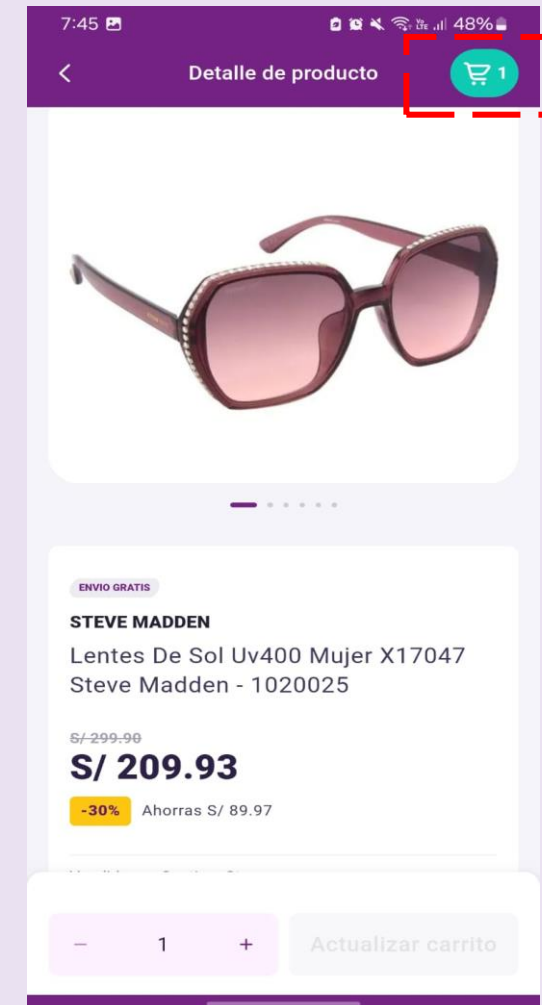 7:45
48%
Detalle de producto
1
ENVIO GRATIS
STEVE MADDEN
Lentes De Sol Uv400 Mujer X17047
Steve Madden - 1020025
S/ 299.90
S/ 209.93
-30% Ahorras S/ 89.97
− 1 + Actualizar carrito